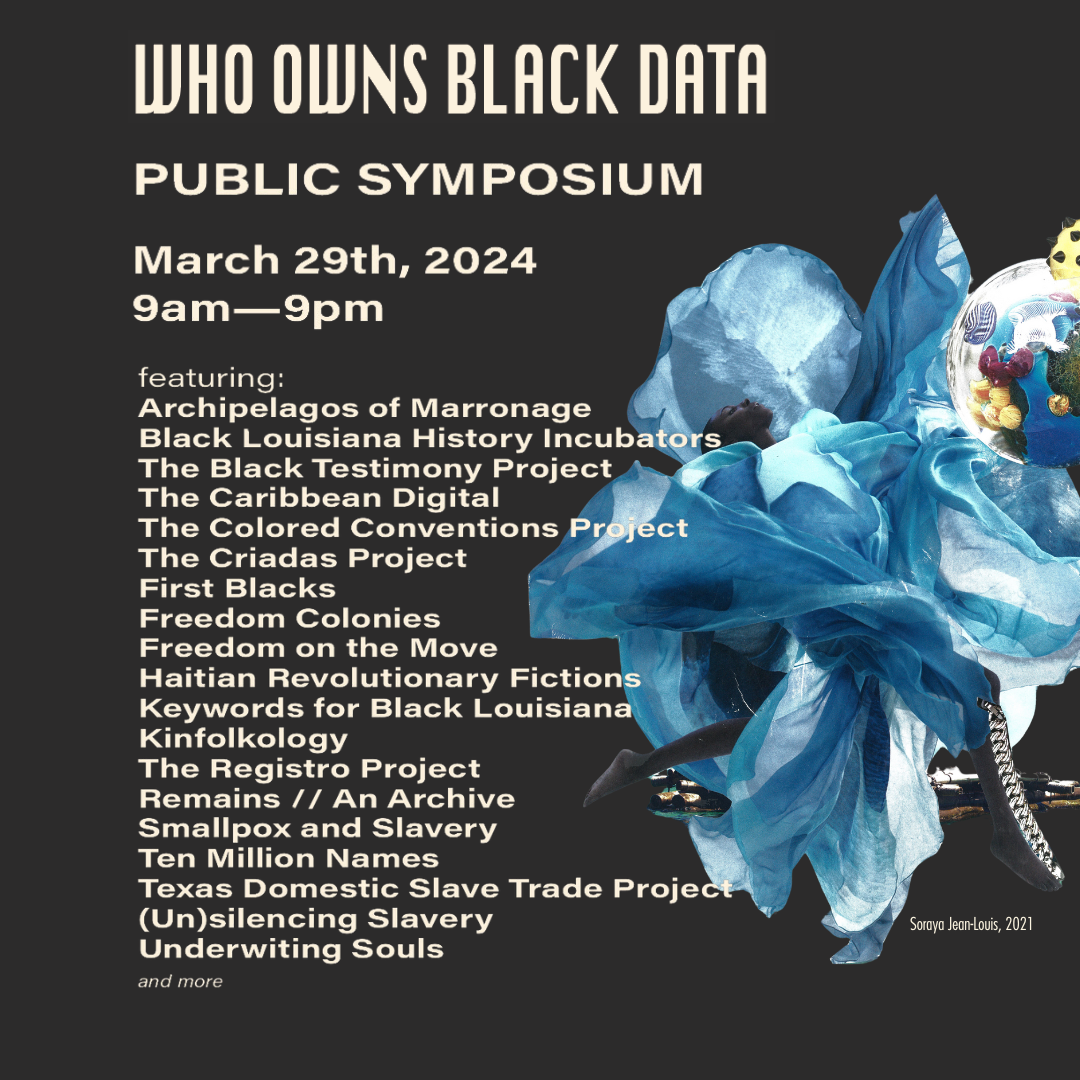 WHO OWNS BLACK DATA
PUBLIC SYMPOSIUM
March 29th, 2024
9am—9pm
featuring:
Archipelagos of Marronage
Black Louisiana History Incubators
The Black Testimony Project
The Caribbean Digital
The Colored Conventions Project
The Criadas Project
First Blacks
Freedom Colonies
Freedom on the Move
Haitian Revolutionary Fictions
Keywords for Black Louisiana
Kinfolkology
The Registro Project
Remains // An Archive
Smallpox and Slavery
Ten Million Names
Texas Domestic Slave Trade Project
(Un)silencing Slavery
Underwiting Souls
and more
Soraya Jean-Louis, 2021